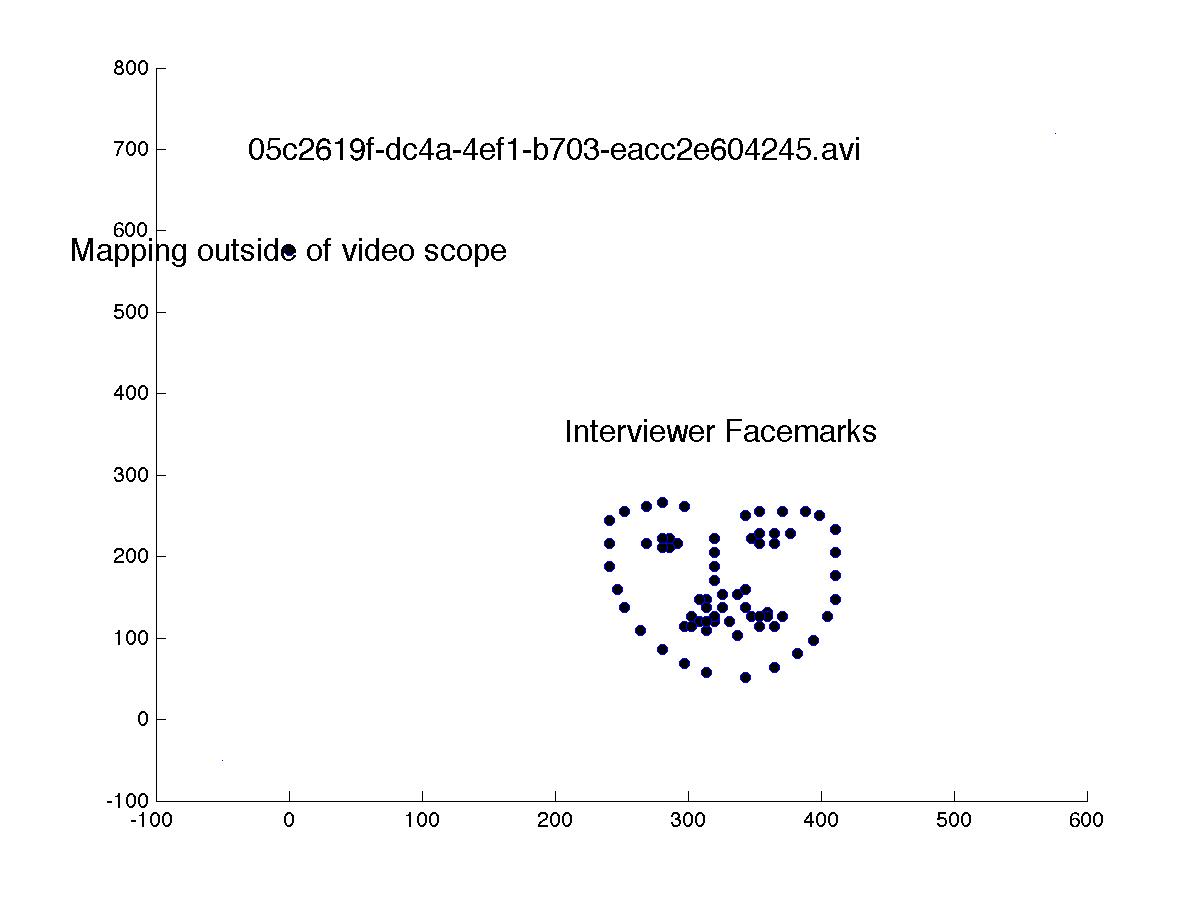 800
05c2619f-dc4a-4ef1-b703-eacc2e604245.avi
700
600
Mapping outside of video scope
500
400
Interviewer Facemarks
300
200
100
0
-100
-100 0 100 200 300 400 500 600